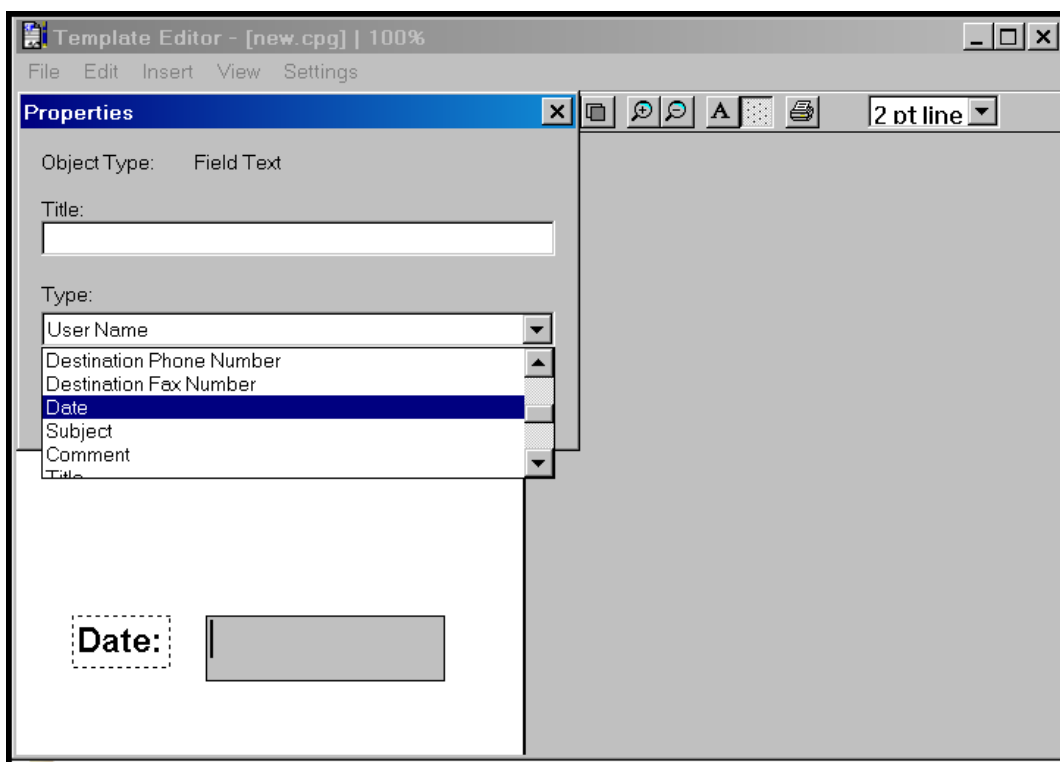 Template Editor - [new.cpg] | 100%
File Edit Insert View Settings
Properties
A
2 pt line
Object Type: Field Text
Title:
Type:
User Name
Destination Phone Number
Destination Fax Number
Date
Subject
Comment
Title
Date: